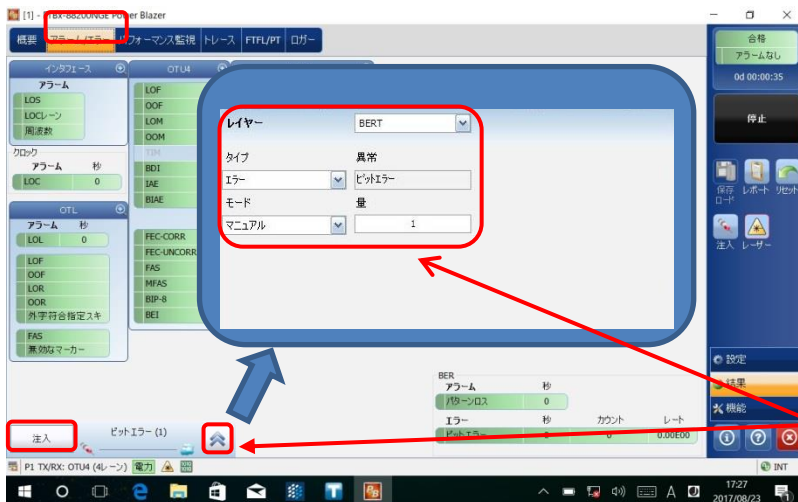 [1] - FTBX-88200NGE Power Blazer
概要 アラーム/エラー パフォーマンス監視 トレース FTFL/PT ロガー
インタフェース
アラーム
LOS
LOCレーン
周波数
クロック
アラーム 秒
LOC 0
OTL
アラーム 秒
LOL 0
LOF
OOF
LOR
OOR
外字符合指定スキ
FAS
無効なマーカー
OTU4
LOF
OOF
LOM
OOM
TIM
BDI
IAE
BIAE
FEC-CORR
FEC-UNCORR
FAS
MFAS
BIP-8
BEI
レイヤー BERT
タイプ 異常
エラー ビットエラー
モード 量
マニュアル 1
BER
アラーム 秒
パターンロス 0
エラー 秒 カウント レート
ビットエラー 0 0 0.00E00
注入 ビットエラー (1)
合格
アラームなし
0d 00:00:35
停止
保存 レポート リセット
ロード
注入 レーザー
設定
結果
機能
P1 TX/RX: OTU4 (4レーン) 電力
INT
A
17:27
2017/08/23